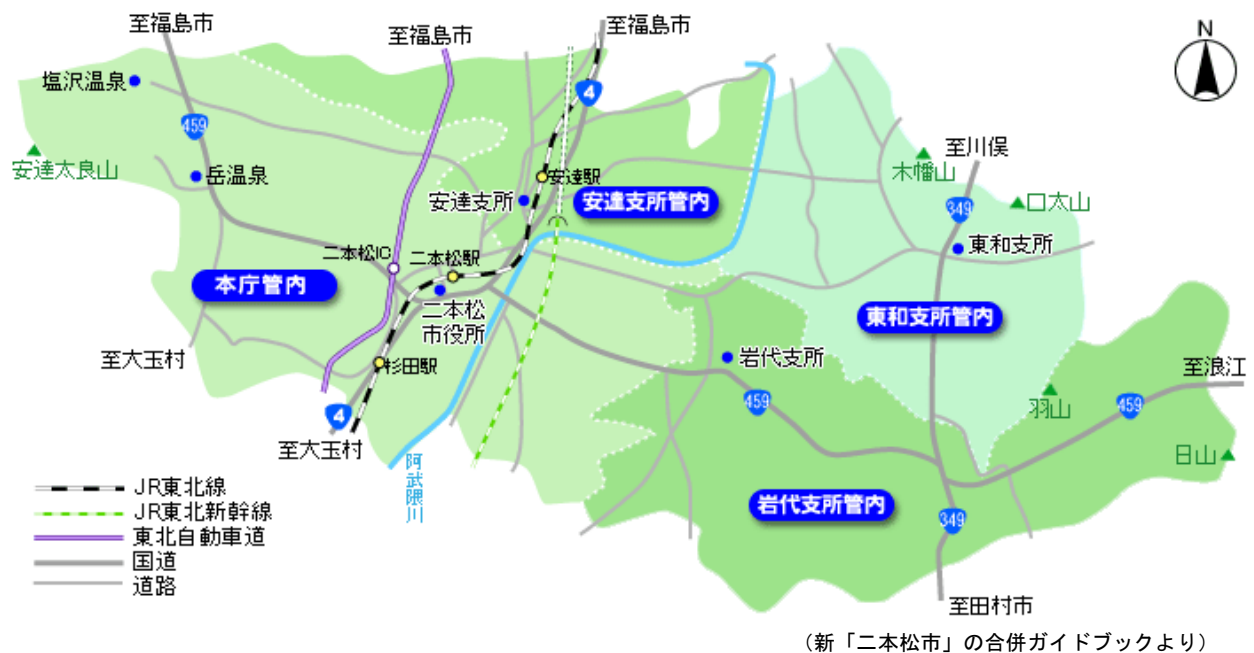 至福島市
至福島市
至福島市
N
塩沢温泉
4
459
安達太良山
岳温泉
安達駅
安達支所
安達支所管内
木幡山
至川俣
349
口太山
東和支所
二本松IC
二本松駅
本庁管内
二本松
市役所
東和支所管内
至大玉村
杉田駅
岩代支所
至浪江
459
羽山
459
4
至大玉村
日山
阿武隈川
岩代支所管内
349
至田村市
JR東北線
JR東北新幹線
東北自動車道
国道
道路
(新「二本松市」の合併ガイドブックより)